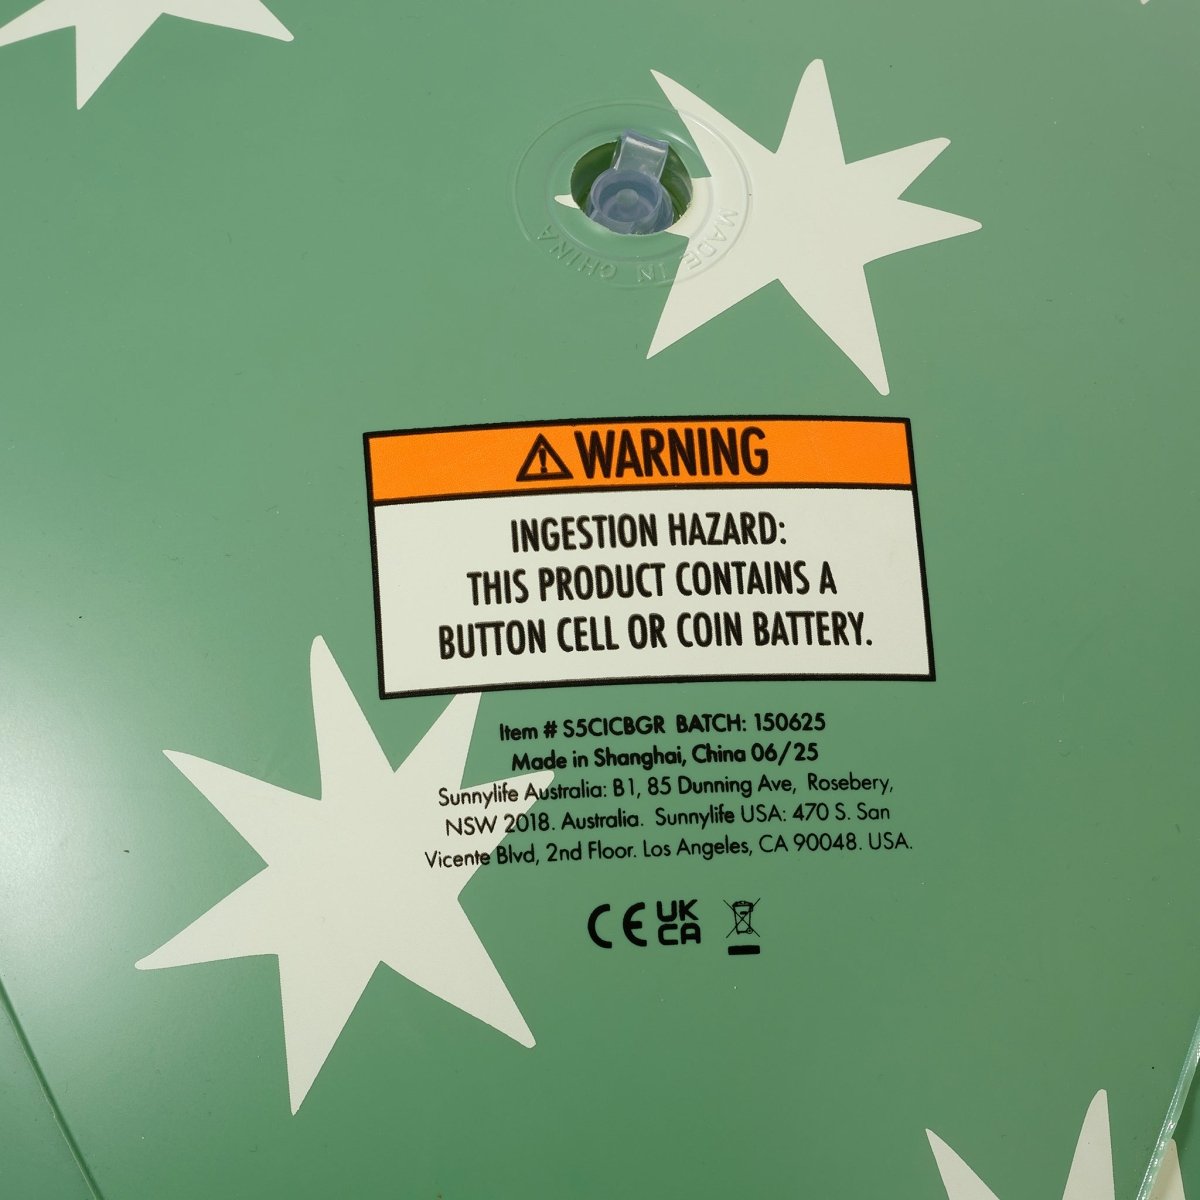 MADE IN CHINA
WARNING
INGESTION HAZARD:
THIS PRODUCT CONTAINS A
BUTTON CELL OR COIN BATTERY.
Item # S5CICBGR BATCH: 150625
Made in Shanghai, China 06/25
Sunnylife Australia: B1, 85 Dunning Ave, Rosebery,
NSW 2018. Australia. Sunnylife USA: 470 S. San
Vicente Blvd, 2nd Floor. Los Angeles, CA 90048. USA.
CE UK
CA